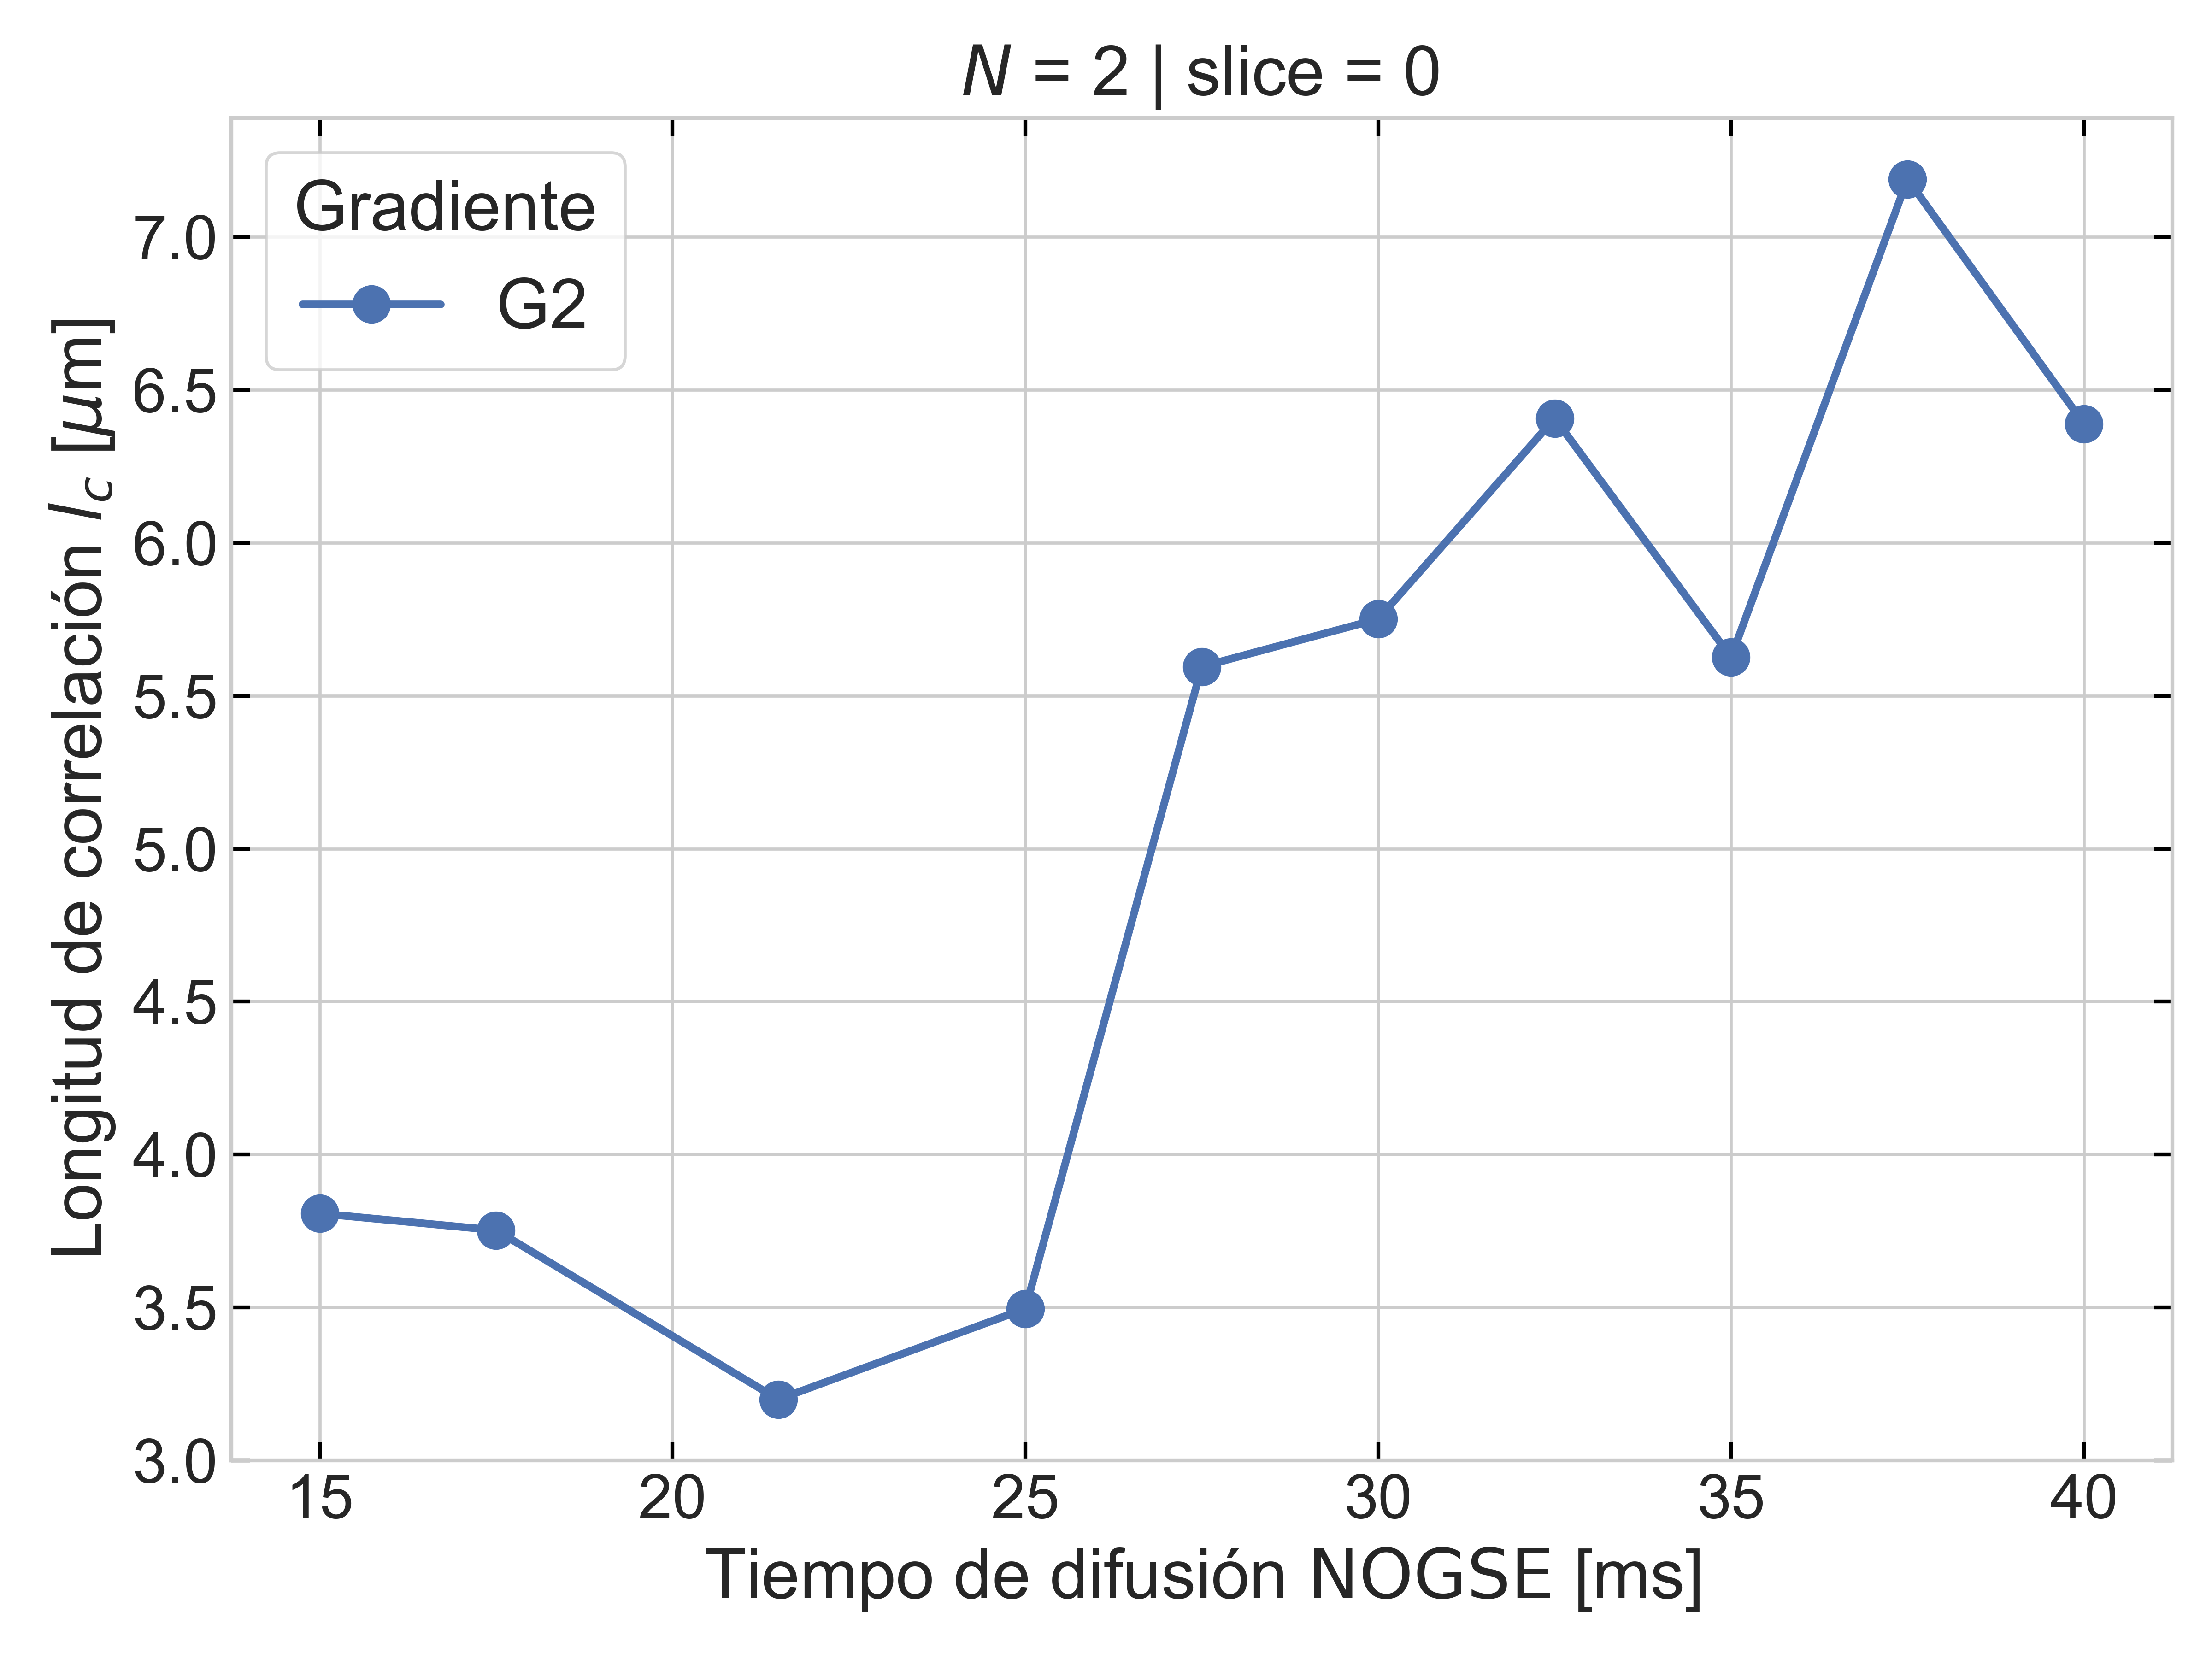 N = 2 | slice = 0
Gradiente
G2
Longitud de correlación l_c [μm]
7.0
6.5
6.0
5.5
5.0
4.5
4.0
3.5
3.0
15 20 25 30 35 40
Tiempo de difusión NOGSE [ms]